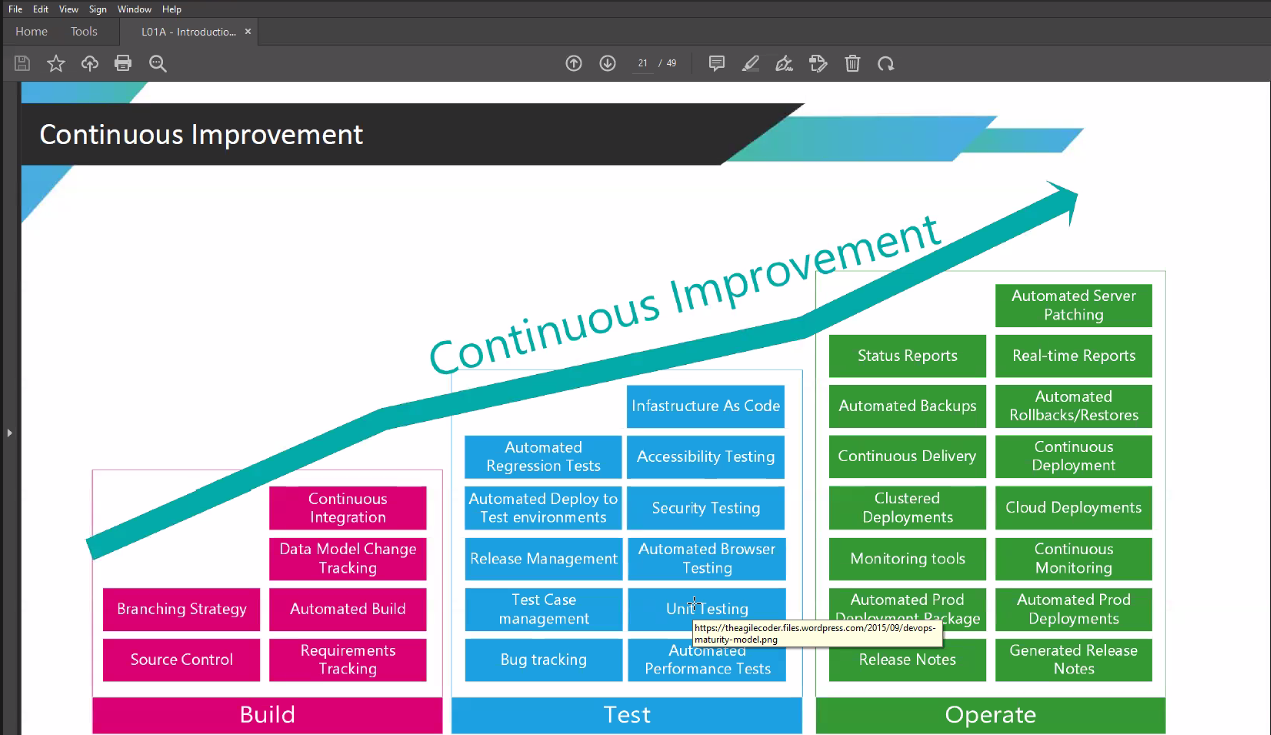 File Edit View Sign Window Help
Home Tools L01A - Introductio... ×
21 / 49
Continuous Improvement
Continuous Improvement
Continuous
Integration
Data Model Change
Tracking
Branching Strategy
Automated Build
Source Control
Requirements
Tracking
Build
Infastructure As Code
Automated
Regression Tests
Accessibility Testing
Automated Deploy to
Test environments
Security Testing
Release Management
Automated Browser
Testing
Test Case
management
Unit Testing
https://theagilecoder.files.wordpress.com/2015/09/devops-
maturity-model.png
Bug tracking
Automated
Performance Tests
Test
Automated Server
Patching
Status Reports
Real-time Reports
Automated Backups
Automated
Rollbacks/Restores
Continuous Delivery
Continuous
Deployment
Clustered
Deployments
Cloud Deployments
Monitoring tools
Continuous
Monitoring
Automated Prod
Deployment Package
Automated Prod
Deployments
Release Notes
Generated Release
Notes
Operate